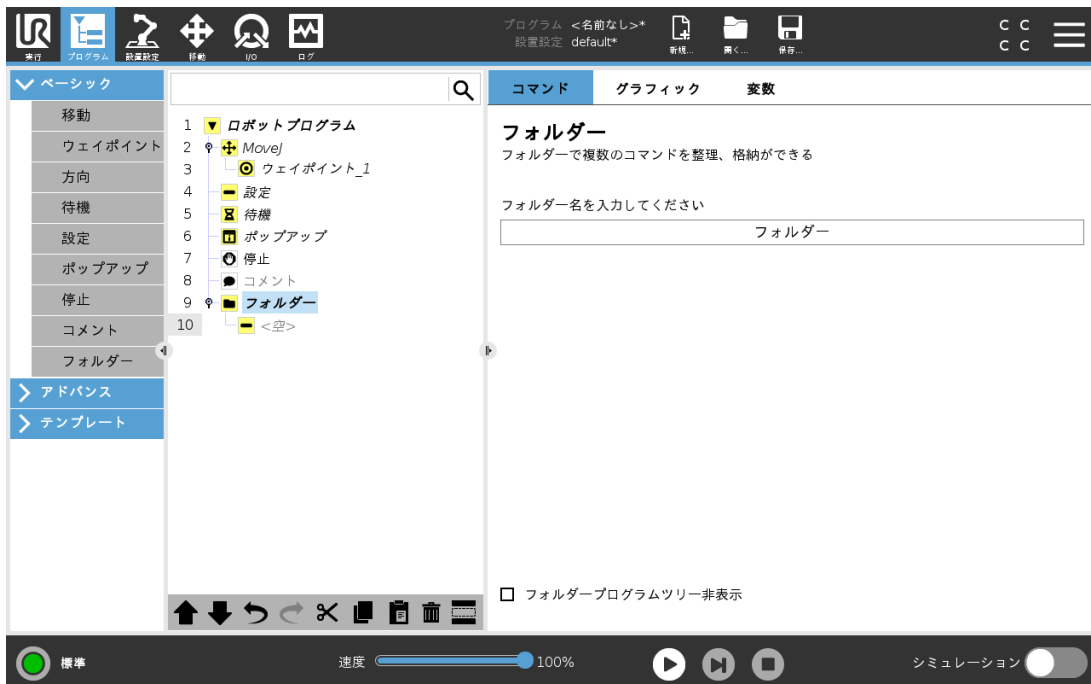 プログラム <名前なし>*
設置設定 default*
実行 プログラム 設置設定 移動 I/O ログ
新規... 開く... 保存...
C C
C C
ベーシック
移動
ウェイポイント
方向
待機
設定
ポップアップ
停止
コメント
フォルダー
アドバンス
テンプレート
1 ロボットプログラム
2 MoveJ
3 ウェイポイント_1
4 設定
5 待機
6 ポップアップ
7 停止
8 コメント
9 フォルダー
10 <空>
コマンド グラフィック 変数
フォルダー
フォルダーで複数のコマンドを整理、格納ができる
フォルダー名を入力してください
フォルダー
フォルダープログラムツリー非表示
標準
速度 100%
シミュレーション